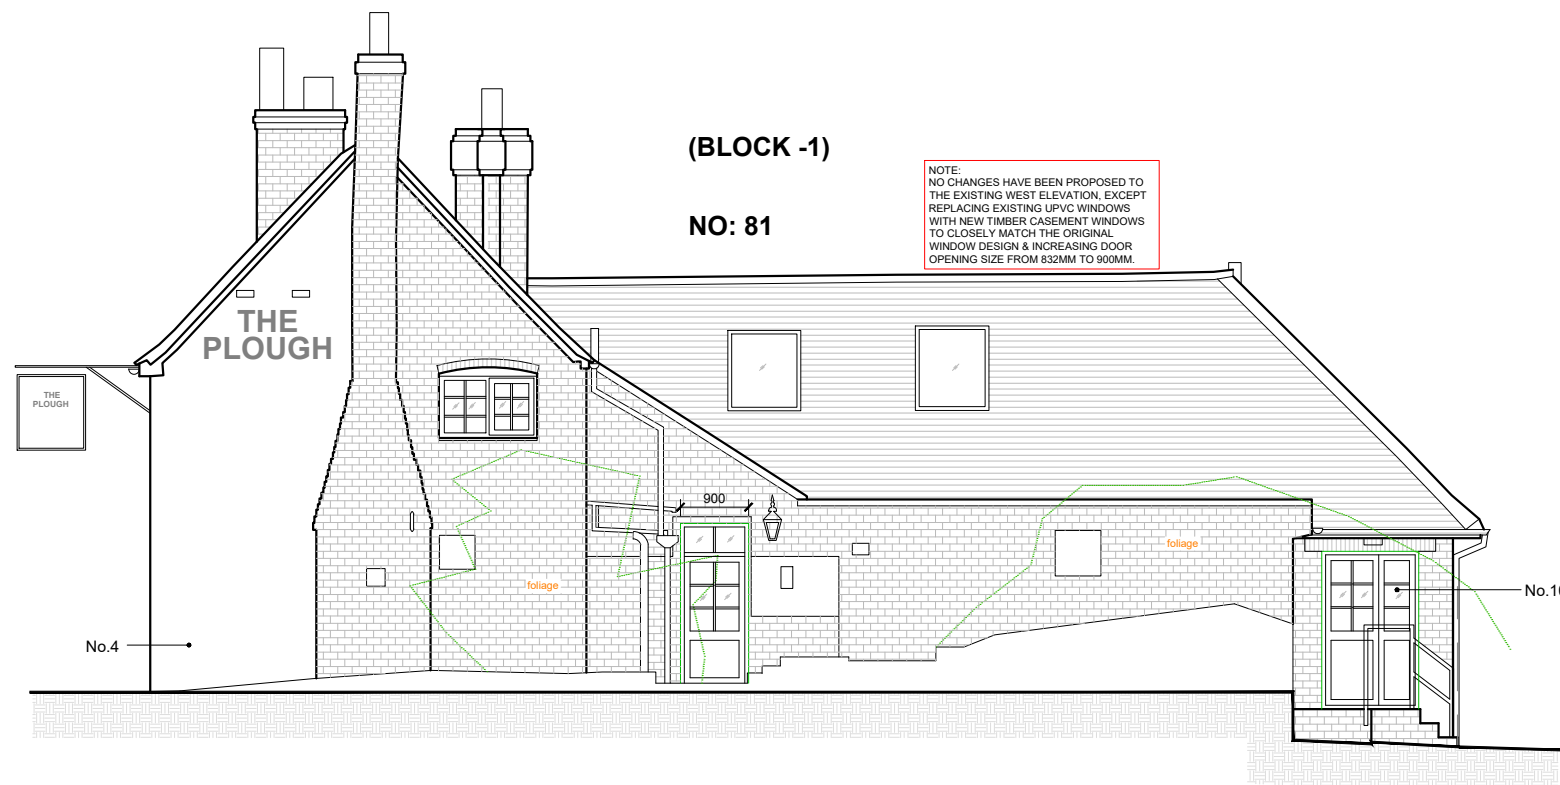 (BLOCK -1)
NO: 81
NOTE:
NO CHANGES HAVE BEEN PROPOSED TO
THE EXISTING WEST ELEVATION, EXCEPT
REPLACING EXISTING UPVC WINDOWS
WITH NEW TIMBER CASEMENT WINDOWS
TO CLOSELY MATCH THE ORIGINAL
WINDOW DESIGN & INCREASING DOOR
OPENING SIZE FROM 832MM TO 900MM.
THE
PLOUGH
THE
PLOUGH
900
foliage
foliage
No.4